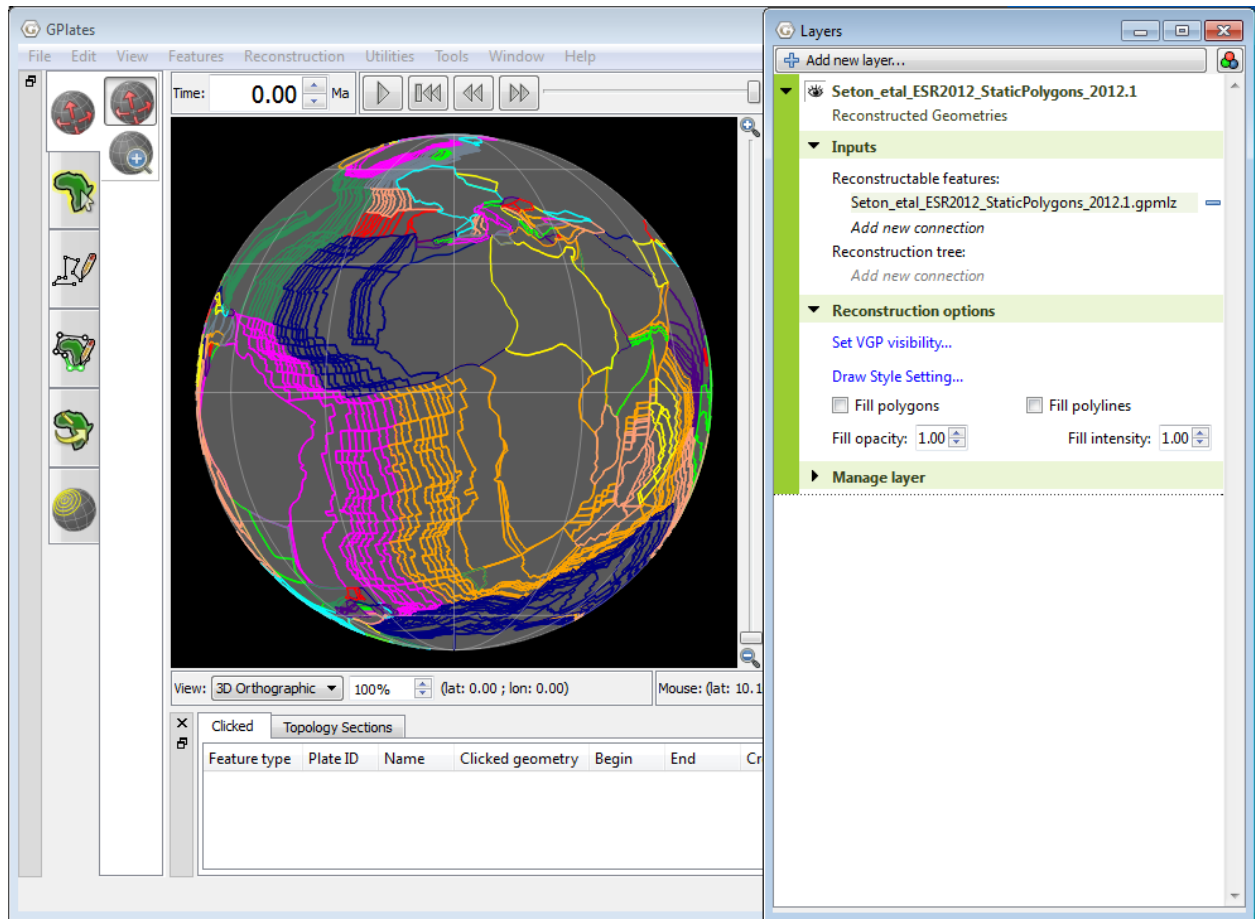 GPlates
File Edit View Features Reconstruction Utilities Tools Window Help
Time: 0.00 Ma
View: 3D Orthographic 100% (lat: 0.00 ; lon: 0.00) Mouse: (lat: 10.1
Clicked Topology Sections
Feature type Plate ID Name Clicked geometry Begin End Cr
Layers
Add new layer...
Seton_etal_ESR2012_StaticPolygons_2012.1
Reconstructed Geometries
Inputs
Reconstructable features:
Seton_etal_ESR2012_StaticPolygons_2012.1.gpmlz
Add new connection
Reconstruction tree:
Add new connection
Reconstruction options
Set VGP visibility...
Draw Style Setting...
Fill polygons Fill polylines
Fill opacity: 1.00 Fill intensity: 1.00
Manage layer